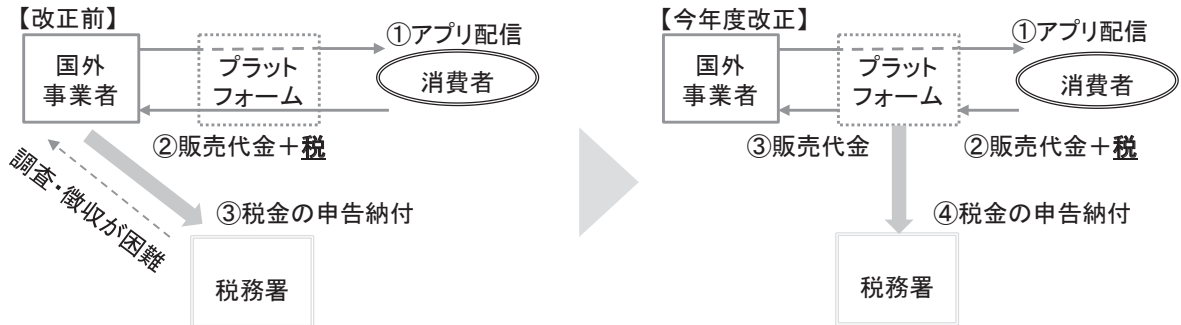 【改正前】
①アプリ配信
国外
事業者
プラット
フォーム
消費者
②販売代金＋税
調査・徴収が困難
③税金の申告納付
税務署
【今年度改正】
①アプリ配信
国外
事業者
プラット
フォーム
消費者
③販売代金
②販売代金＋税
④税金の申告納付
税務署